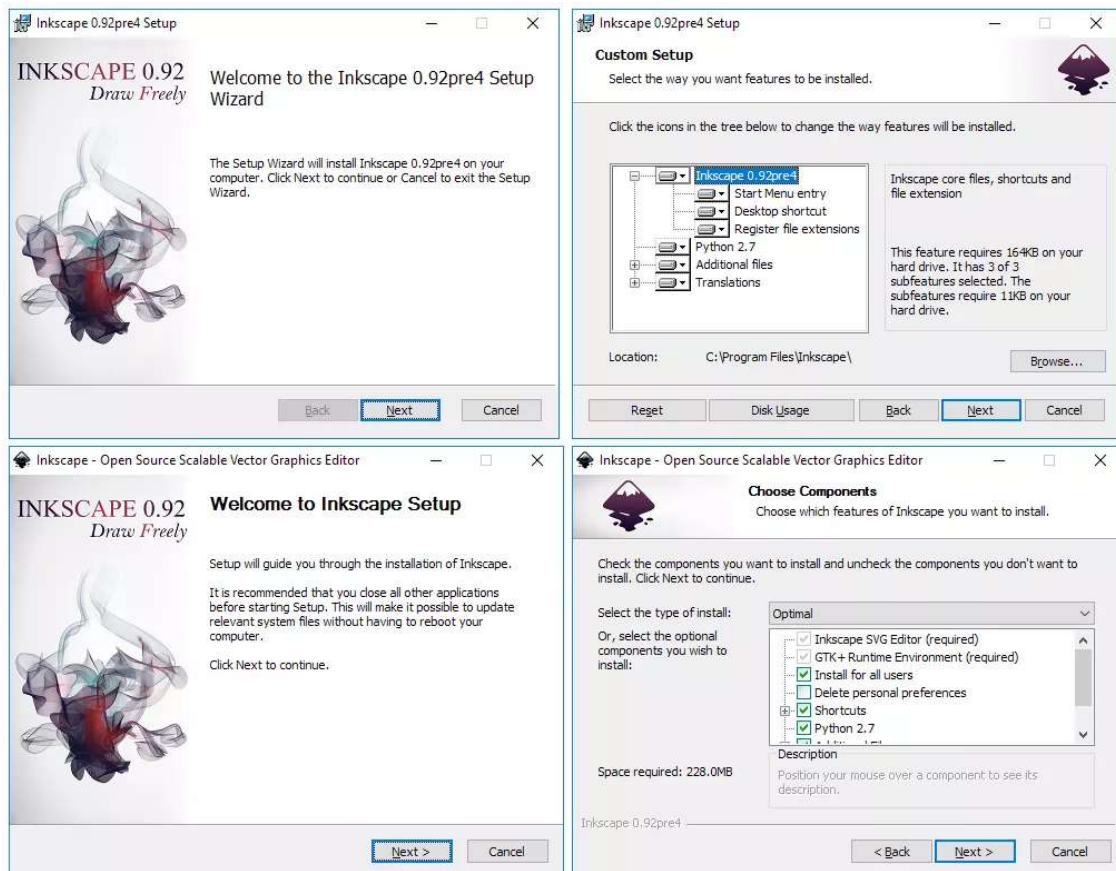 Inkscape 0.92pre4 Setup
INKSCAPE 0.92
Draw Freely
Welcome to the Inkscape 0.92pre4 Setup
Wizard
The Setup Wizard will install Inkscape 0.92pre4 on your
computer. Click Next to continue or Cancel to exit the Setup
Wizard.
Back
Next
Cancel
Inkscape 0.92pre4 Setup
Custom Setup
Select the way you want features to be installed.
Click the icons in the tree below to change the way features will be installed.
Inkscape 0.92pre4
Start Menu entry
Desktop shortcut
Register file extensions
Python 2.7
Additional files
Translations
Inkscape core files, shortcuts and
file extension
This feature requires 164KB on your
hard drive. It has 3 of 3
subfeatures selected. The
subfeatures require 11KB on your
hard drive.
Location: C:\Program Files\Inkscape\
Browse...
Reset
Disk Usage
Back
Next
Cancel
Inkscape - Open Source Scalable Vector Graphics Editor
INKSCAPE 0.92
Draw Freely
Welcome to Inkscape Setup
Setup will guide you through the installation of Inkscape.
It is recommended that you close all other applications
before starting Setup. This will make it possible to update
relevant system files without having to reboot your
computer.
Click Next to continue.
Next >
Cancel
Inkscape - Open Source Scalable Vector Graphics Editor
Choose Components
Choose which features of Inkscape you want to install.
Check the components you want to install and uncheck the components you don't want to
install. Click Next to continue.
Select the type of install:
Optimal
Or, select the optional
components you wish to
install:
Inkscape SVG Editor (required)
GTK+ Runtime Environment (required)
Install for all users
Delete personal preferences
Shortcuts
Python 2.7
Space required: 228.0MB
Description
Position your mouse over a component to see its
description.
Inkscape 0.92pre4
< Back
Next >
Cancel